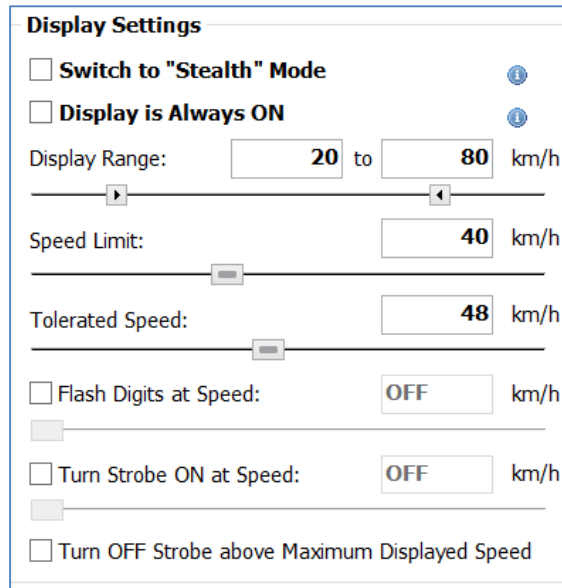 Display Settings
Switch to "Stealth" Mode
Display is Always ON
Display Range: 20 to 80 km/h
Speed Limit: 40 km/h
Tolerated Speed: 48 km/h
Flash Digits at Speed: OFF km/h
Turn Strobe ON at Speed: OFF km/h
Turn OFF Strobe above Maximum Displayed Speed